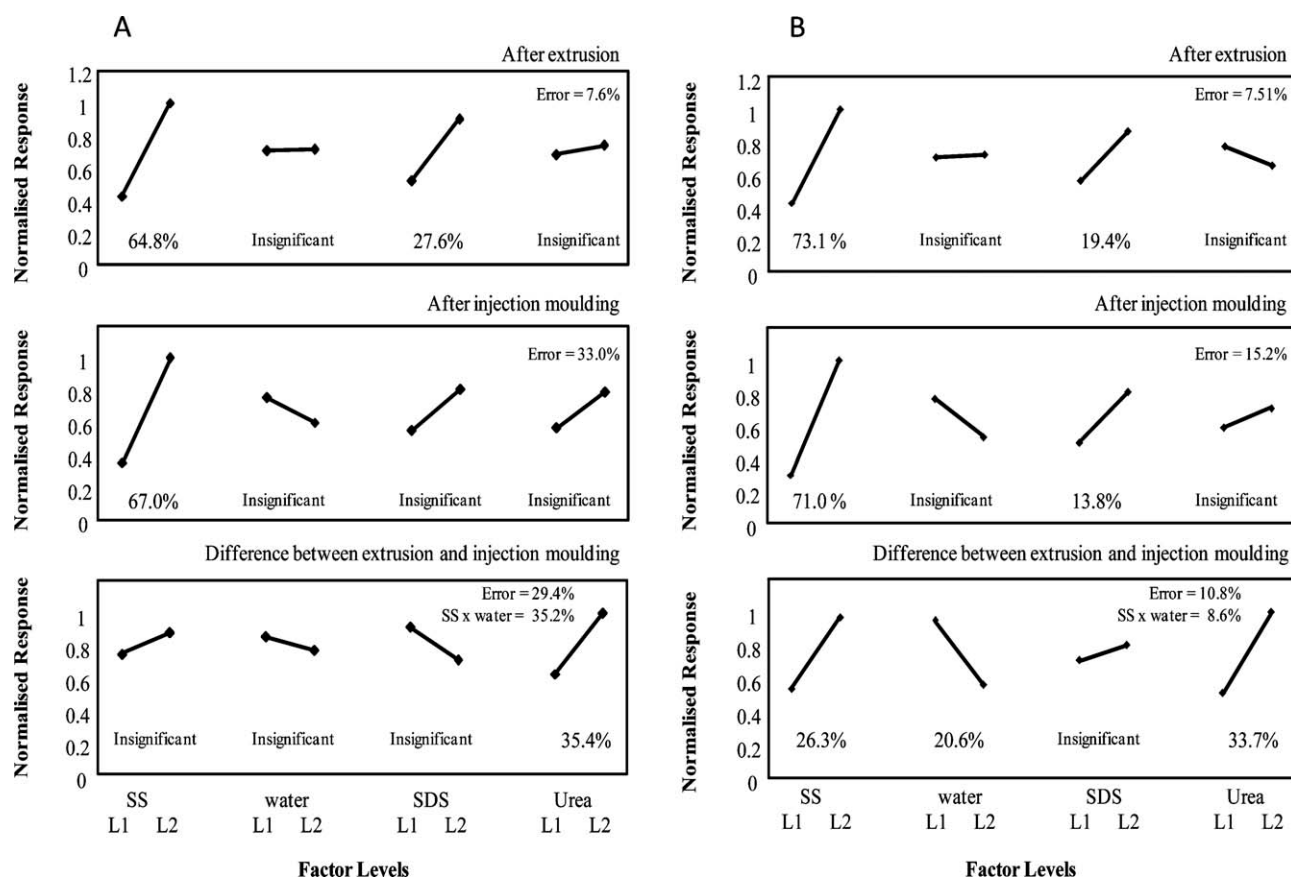 A
After extrusion
Normalised Response
1.2
1
0.8
0.6
0.4
0.2
0
Error = 7.6%
64.8%
Insignificant
27.6%
Insignificant
After injection moulding
Normalised Response
1
0.8
0.6
0.4
0.2
0
Error = 33.0%
67.0%
Insignificant
Insignificant
Insignificant
Difference between extrusion and injection moulding
Normalised Response
1
0.8
0.6
0.4
0.2
0
Error = 29.4%
SS x water = 35.2%
Insignificant
Insignificant
Insignificant
35.4%
SS water SDS Urea
L1 L2 L1 L2 L1 L2 L1 L2
Factor Levels
B
After extrusion
Normalised Response
1.2
1
0.8
0.6
0.4
0.2
0
Error = 7.51%
73.1%
Insignificant
19.4%
Insignificant
After injection moulding
Normalised Response
1
0.8
0.6
0.4
0.2
0
Error = 15.2%
71.0%
Insignificant
13.8%
Insignificant
Difference between extrusion and injection moulding
Normalised Response
1
0.8
0.6
0.4
0.2
0
Error = 10.8%
SS x water = 8.6%
26.3%
20.6%
Insignificant
33.7%
SS water SDS Urea
L1 L2 L1 L2 L1 L2 L1 L2
Factor Levels